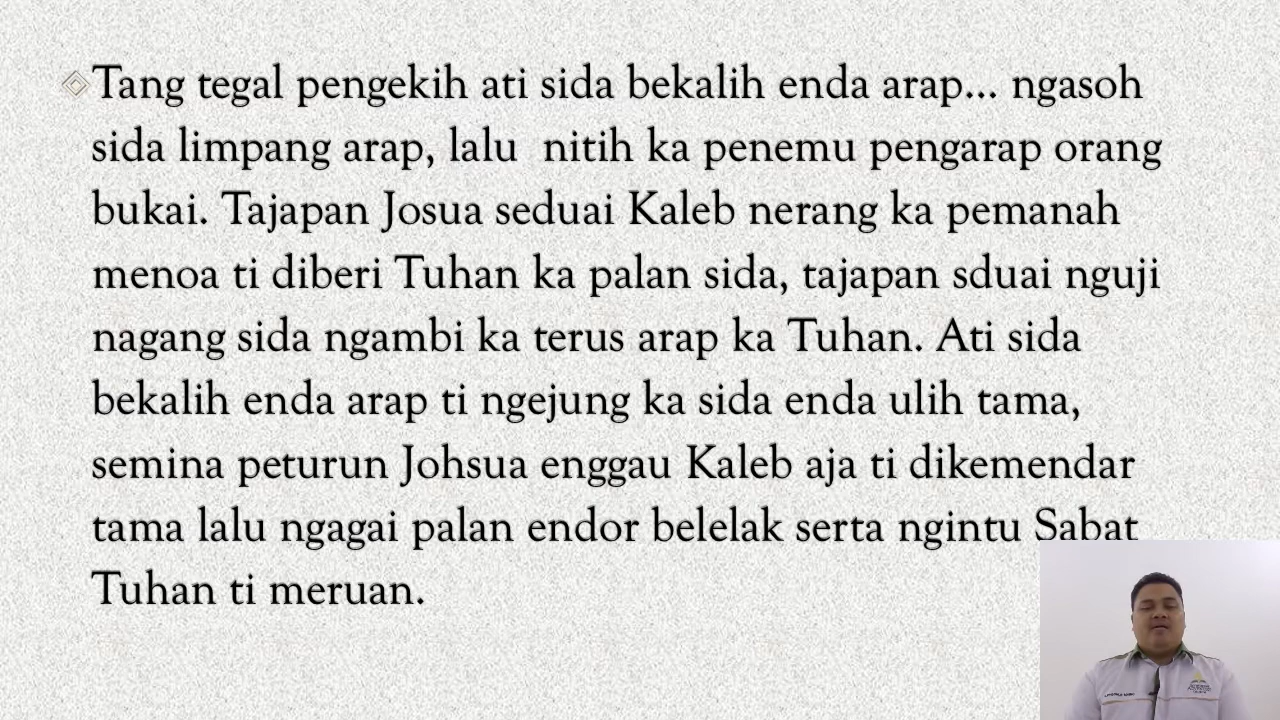 Tang tegal pengekih ati sida bekalih enda arap... ngasoh
sida limpang arap, lalu nitih ka penemu pengarap orang
bukai. Tajapan Josua seduai Kaleb nerang ka pemanah
menoa ti diberi Tuhan ka palan sida, tajapan sduai nguji
nagang sida ngambi ka terus arap ka Tuhan. Ati sida
bekalih enda arap ti ngejung ka sida enda ulih tama,
semina peturun Johsua enggau Kaleb aja ti dikemendar
tama lalu ngagai palan endor belelak serta ngintu Sabat
Tuhan ti meruan.